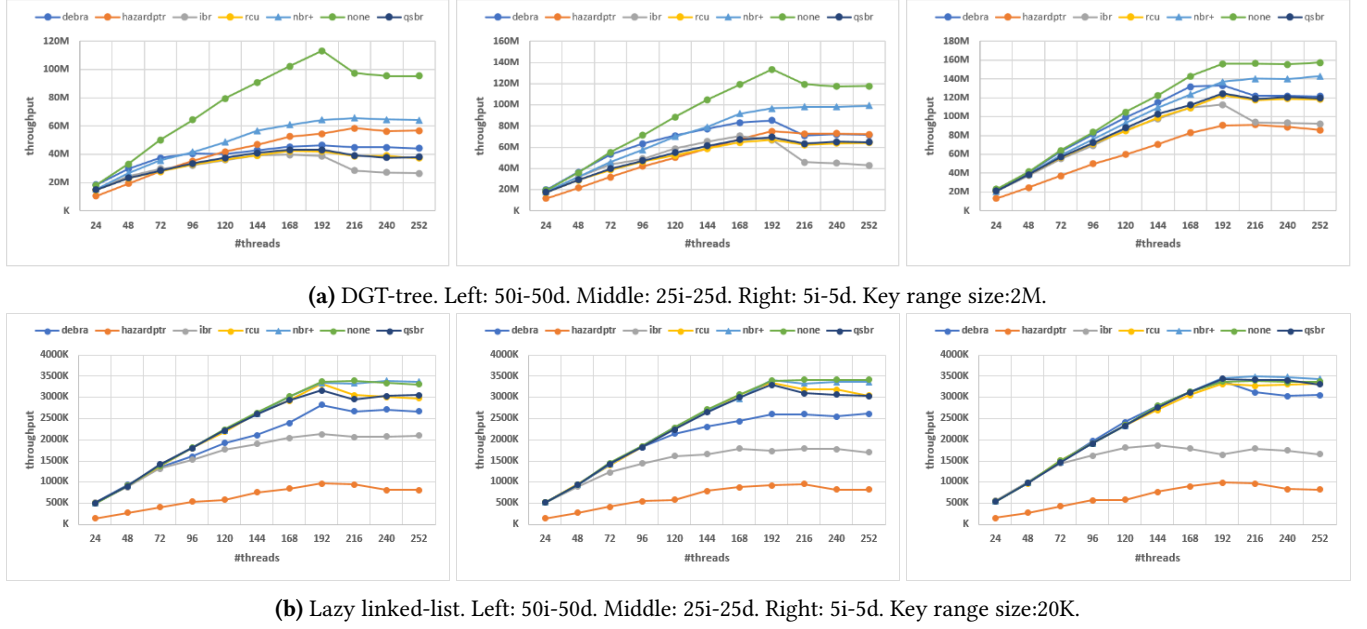 debra hazardptr ibr rcu nbr+ none qsbr
120M
100M
80M
60M
40M
20M
K
throughput
24 48 72 96 120 144 168 192 216 240 252
#threads
debra hazardptr ibr rcu nbr+ none qsbr
160M
140M
120M
100M
80M
60M
40M
20M
K
throughput
24 48 72 96 120 144 168 192 216 240 252
#threads
debra hazardptr ibr rcu nbr+ none qsbr
180M
160M
140M
120M
100M
80M
60M
40M
20M
K
throughput
24 48 72 96 120 144 168 192 216 240 252
#threads
(a) DGT-tree. Left: 50i-50d. Middle: 25i-25d. Right: 5i-5d. Key range size:2M.
debra hazardptr ibr rcu nbr+ none qsbr
4000K
3500K
3000K
2500K
2000K
1500K
1000K
500K
K
throughput
24 48 72 96 120 144 168 192 216 240 252
#threads
debra hazardptr ibr rcu nbr+ none qsbr
4000K
3500K
3000K
2500K
2000K
1500K
1000K
500K
K
throughput
24 48 72 96 120 144 168 192 216 240 252
#threads
debra hazardptr ibr rcu nbr+ none qsbr
4000K
3500K
3000K
2500K
2000K
1500K
1000K
500K
K
throughput
24 48 72 96 120 144 168 192 216 240 252
#threads
(b) Lazy linked-list. Left: 50i-50d. Middle: 25i-25d. Right: 5i-5d. Key range size:20K.